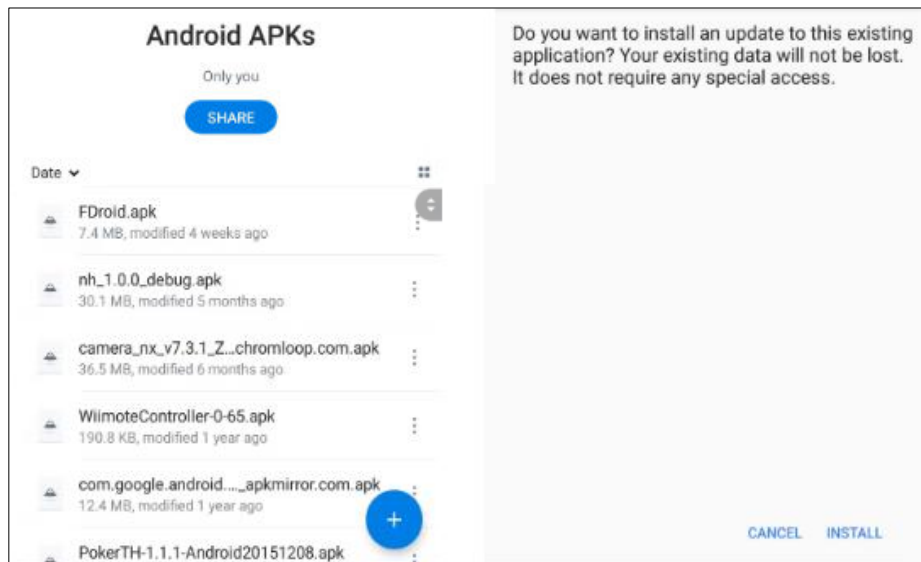 Android APKs
Only you
SHARE
Date
FDroid.apk
7.4 MB, modified 4 weeks ago
nh_1.0.0_debug.apk
30.1 MB, modified 5 months ago
camera_nx_v7.3.1_Z...chromloop.com.apk
36.5 MB, modified 6 months ago
WiimoteController-0-65.apk
190.8 KB, modified 1 year ago
com.google.android...._apkmirror.com.apk
12.4 MB, modified 1 year ago
PokerTH-1.1.1-Android20151208.apk
Do you want to install an update to this existing
application? Your existing data will not be lost.
It does not require any special access.
CANCEL INSTALL